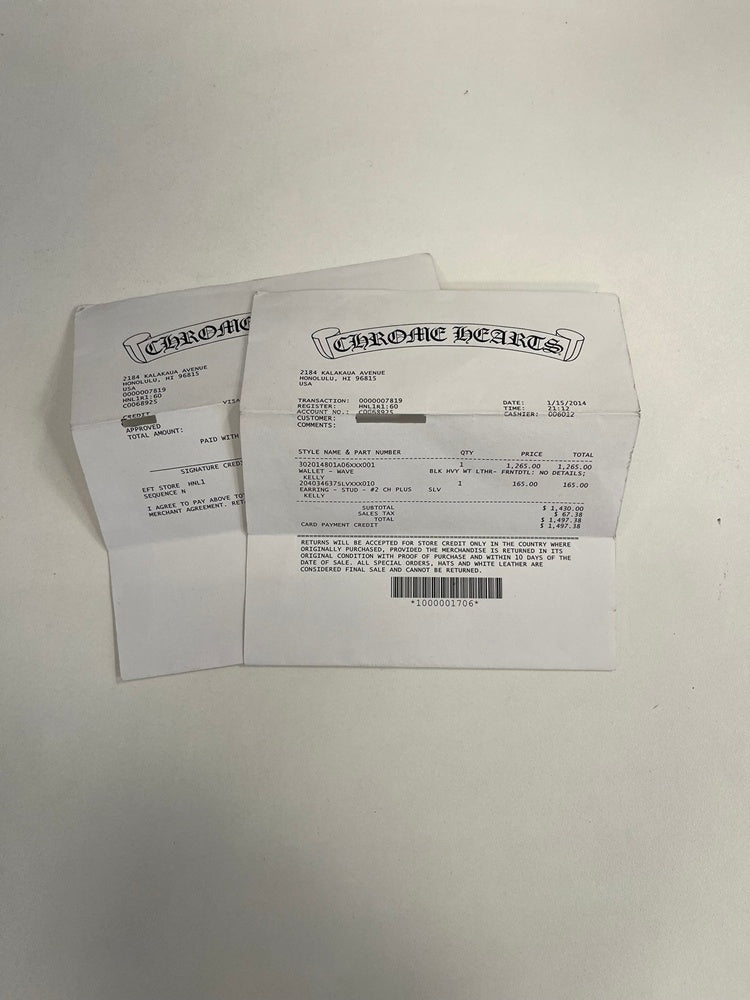 CHROME
2184 KALAKAUA AVENUE
HONOLULU, HI 96815
USA
0000007819
HNL1R1:60
C0068925
CREDIT VISA
APPROVED
TOTAL AMOUNT:
PAID WITH
SIGNATURE CREDI
EFT STORE HNL1
SEQUENCE N
I AGREE TO PAY ABOVE TO
MERCHANT AGREEMENT. RET
CHROME HEARTS
2184 KALAKAUA AVENUE
HONOLULU, HI 96815
USA
TRANSACTION: 0000007819 DATE: 1/15/2014
REGISTER: HNL1R1:60 TIME: 21:12
ACCOUNT NO.: C0068925 CASHIER: 006012
CUSTOMER:
COMMENTS:
STYLE NAME & PART NUMBER QTY PRICE TOTAL
302014801A06XXX001 1 1,265.00 1,265.00
WALLET - WAVE BLK HVY WT LTHR- FRNTDTL: NO DETAILS;
KELLY
204034637SLVXXX010 1 165.00 165.00
EARRING - STUD - #2 CH PLUS SLV
KELLY
SUBTOTAL $ 1,430.00
SALES TAX $ 67.38
TOTAL $ 1,497.38
CARD PAYMENT CREDIT $ 1,497.38
RETURNS WILL BE ACCEPTED FOR STORE CREDIT ONLY IN THE COUNTRY WHERE
ORIGINALLY PURCHASED, PROVIDED THE MERCHANDISE IS RETURNED IN ITS
ORIGINAL CONDITION WITH PROOF OF PURCHASE AND WITHIN 10 DAYS OF THE
DATE OF SALE. ALL SPECIAL ORDERS, HATS AND WHITE LEATHER ARE
CONSIDERED FINAL SALE AND CANNOT BE RETURNED.
*1000001706*